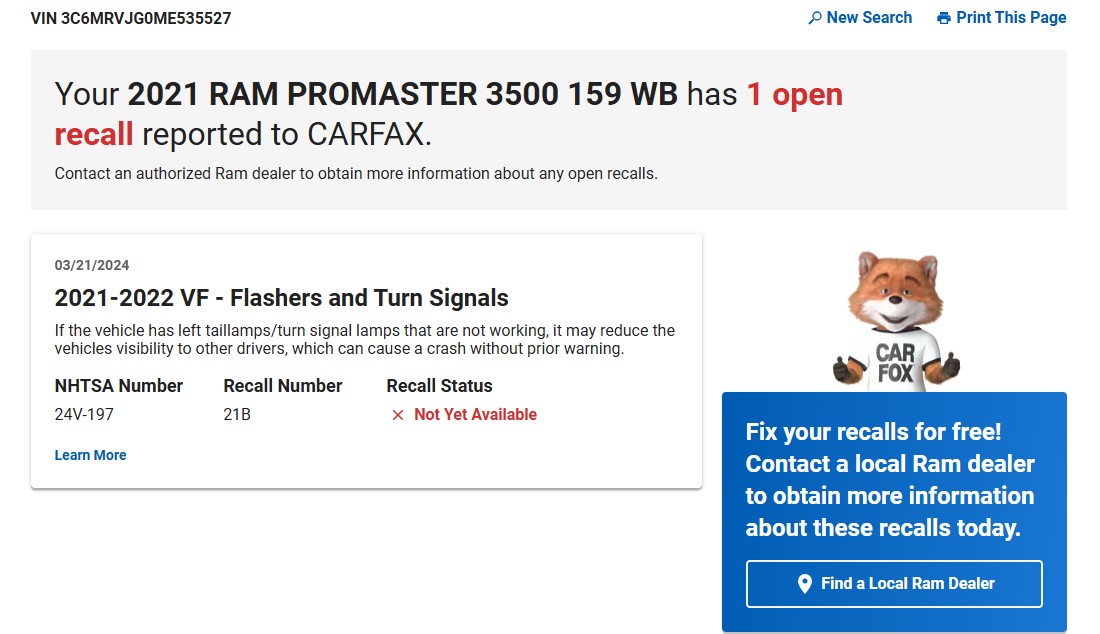 VIN 3C6MRVJG0ME535527
New Search
Print This Page
Your 2021 RAM PROMASTER 3500 159 WB has 1 open
recall reported to CARFAX.
Contact an authorized Ram dealer to obtain more information about any open recalls.
03/21/2024
2021-2022 VF - Flashers and Turn Signals
If the vehicle has left taillamps/turn signal lamps that are not working, it may reduce the
vehicles visibility to other drivers, which can cause a crash without prior warning.
NHTSA Number
Recall Number
Recall Status
24V-197
21B
Not Yet Available
Learn More
CAR
FOX
Fix your recalls for free!
Contact a local Ram dealer
to obtain more information
about these recalls today.
Find a Local Ram Dealer